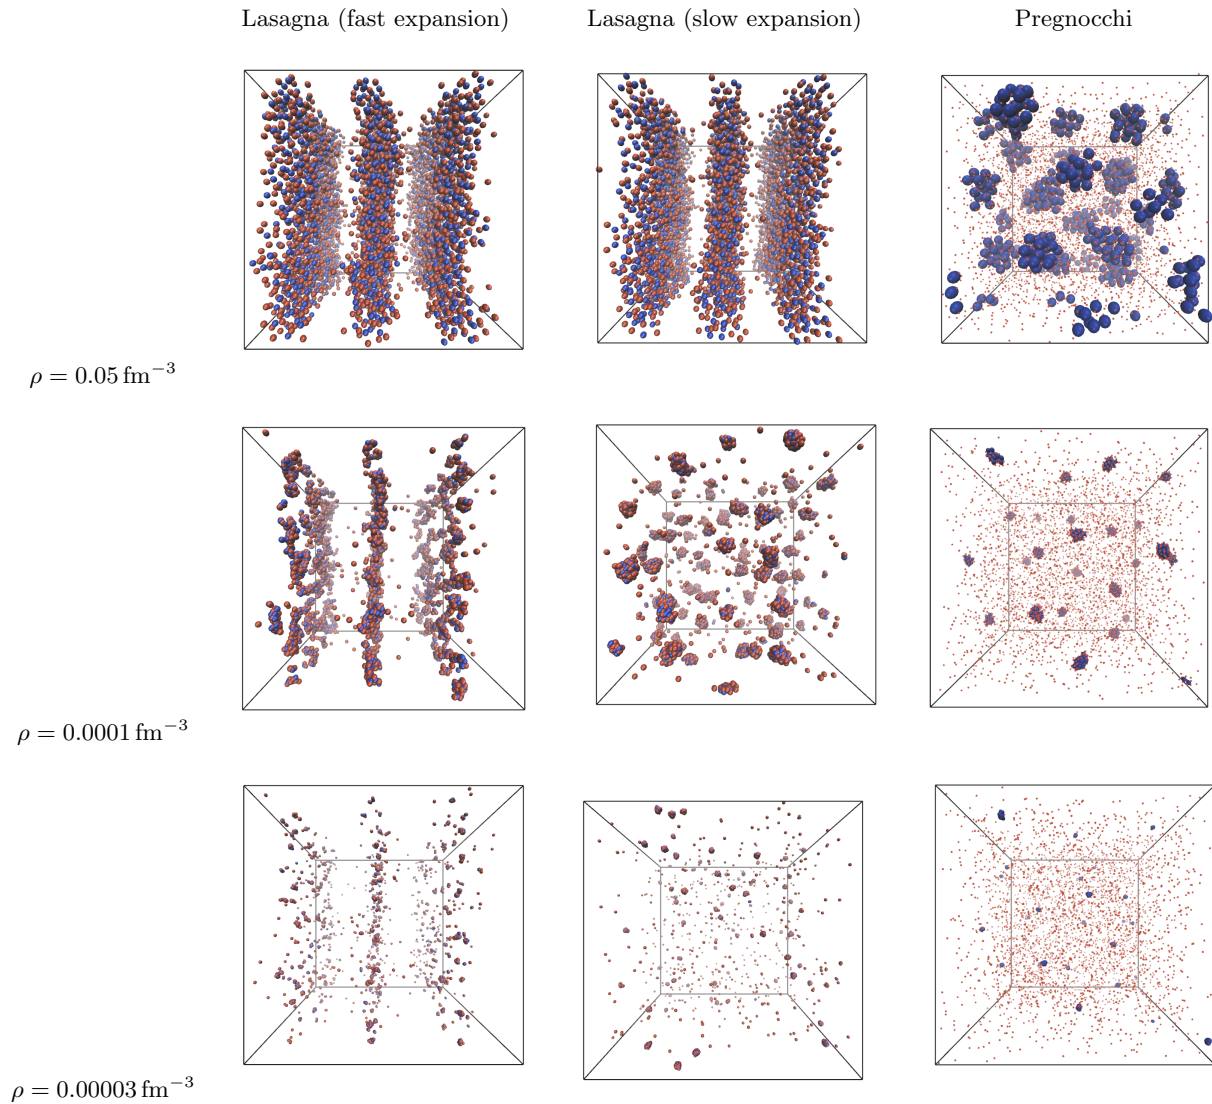 Lasagna (fast expansion)
Lasagna (slow expansion)
Pregnocchi
ρ = 0.05 fm⁻³
ρ = 0.0001 fm⁻³
ρ = 0.00003 fm⁻³